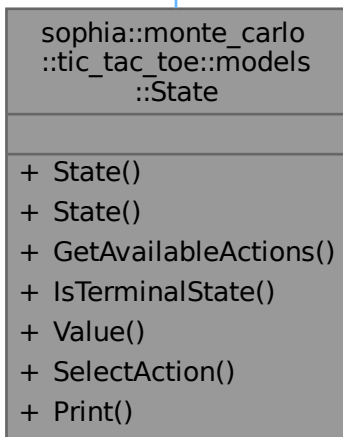 sophia::monte_carlo
::tic_tac_toe::models
::State
+ State()
+ State()
+ GetAvailableActions()
+ IsTerminalState()
+ Value()
+ SelectAction()
+ Print()